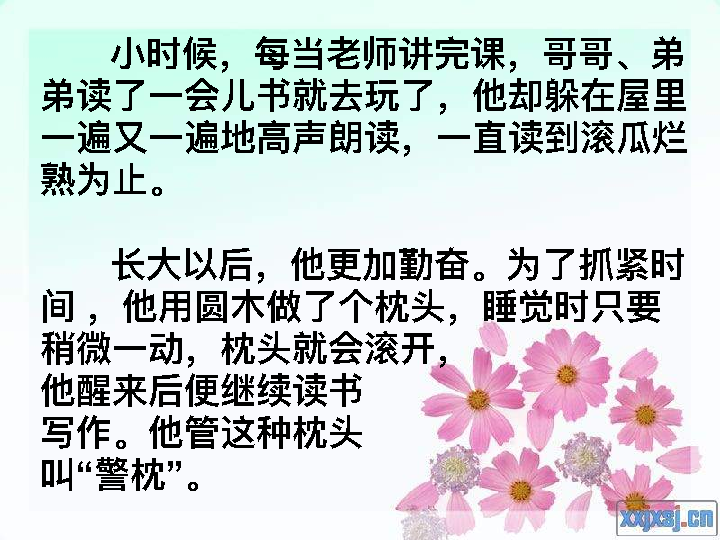 小时候，每当老师讲完课，哥哥、弟
弟读了一会儿书就去玩了，他却躲在屋里
一遍又一遍地高声朗读，一直读到滚瓜烂
熟为止。
长大以后，他更加勤奋。为了抓紧时
间 ，他用圆木做了个枕头，睡觉时只要
稍微一动，枕头就会滚开，
他醒来后便继续读书
写作。他管这种枕头
叫“警枕”。
xxjxsj.cn